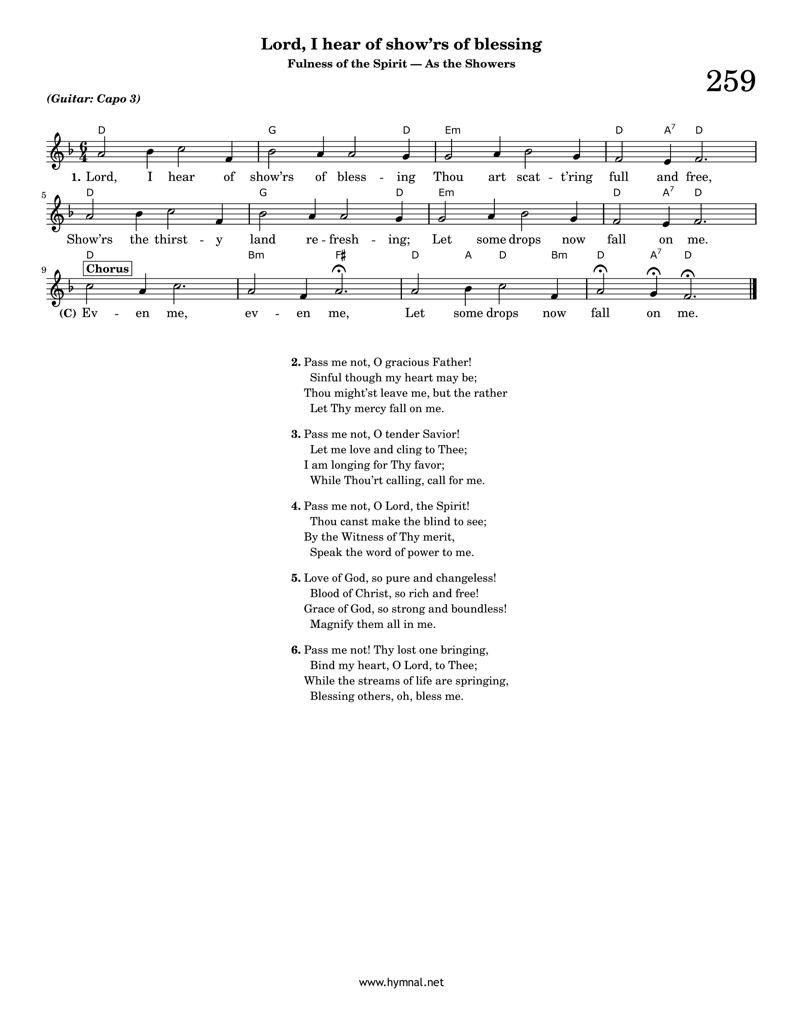 Lord, I hear of show’rs of blessing
Fulness of the Spirit — As the Showers
259
(Guitar: Capo 3)
D G D Em D A7 D
6
4
1. Lord, I hear of show’rs of bless - ing Thou art scat - t’ring full and free,
D G D Em D A7 D
5
Show’rs the thirst - y land re - fresh - ing; Let some drops now fall on me.
D Bm F♯ D A D Bm D A7 D
Chorus
9
(C) Ev - en me, ev - en me, Let some drops now fall on me.
2. Pass me not, O gracious Father!
Sinful though my heart may be;
Thou might’st leave me, but the rather
Let Thy mercy fall on me.
3. Pass me not, O tender Savior!
Let me love and cling to Thee;
I am longing for Thy favor;
While Thou’rt calling, call for me.
4. Pass me not, O Lord, the Spirit!
Thou canst make the blind to see;
By the Witness of Thy merit,
Speak the word of power to me.
5. Love of God, so pure and changeless!
Blood of Christ, so rich and free!
Grace of God, so strong and boundless!
Magnify them all in me.
6. Pass me not! Thy lost one bringing,
Bind my heart, O Lord, to Thee;
While the streams of life are springing,
Blessing others, oh, bless me.
www.hymnal.net